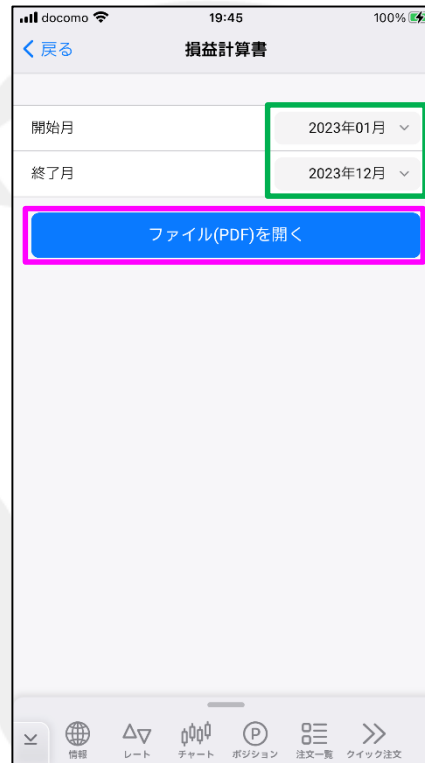 docomo 19:45 100%
戻る 損益計算書
開始月 2023年01月
終了月 2023年12月
ファイル(PDF)を開く
P
情報 レート チャート ポジション 注文一覧 クイック注文